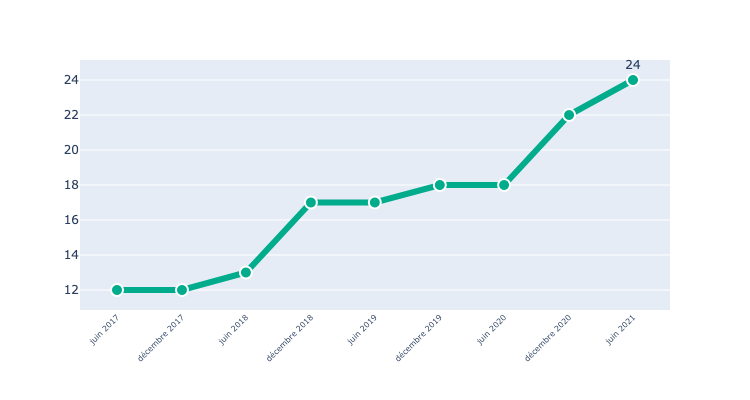 24
24
22
20
18
16
14
12
juin 2017
décembre 2017
juin 2018
décembre 2018
juin 2019
décembre 2019
juin 2020
décembre 2020
juin 2021